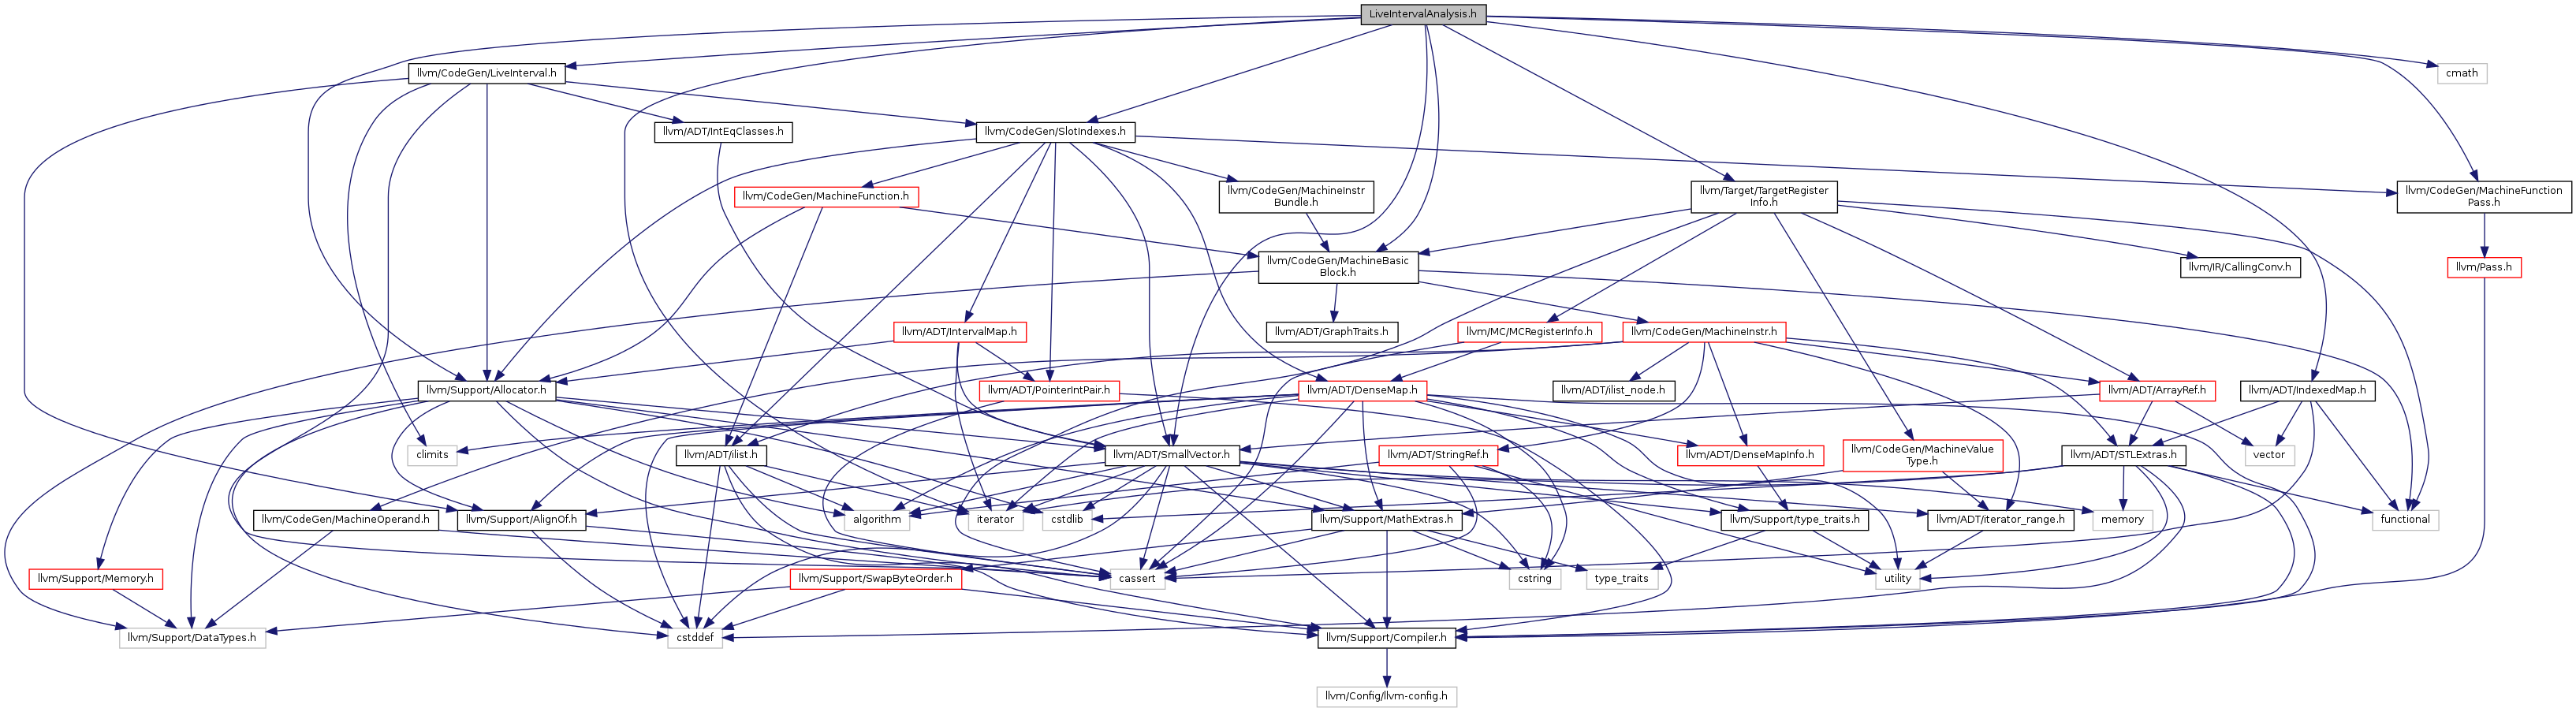 LiveIntervalAnalysis.h
llvm/CodeGen/LiveInterval.h
cmath
llvm/ADT/IntEqClasses.h
llvm/CodeGen/SlotIndexes.h
llvm/CodeGen/MachineFunction.h
llvm/CodeGen/MachineInstr
Bundle.h
llvm/Target/TargetRegister
Info.h
llvm/CodeGen/MachineFunction
Pass.h
llvm/CodeGen/MachineBasic
Block.h
llvm/IR/CallingConv.h
llvm/Pass.h
llvm/ADT/IntervalMap.h
llvm/ADT/GraphTraits.h
llvm/MC/MCRegisterInfo.h
llvm/CodeGen/MachineInstr.h
llvm/Support/Allocator.h
llvm/ADT/PointerIntPair.h
llvm/ADT/DenseMap.h
llvm/ADT/ilist_node.h
llvm/ADT/ArrayRef.h
llvm/ADT/IndexedMap.h
climits
llvm/ADT/ilist.h
llvm/ADT/SmallVector.h
llvm/ADT/StringRef.h
llvm/ADT/DenseMapInfo.h
llvm/CodeGen/MachineValue
Type.h
llvm/ADT/STLExtras.h
vector
llvm/CodeGen/MachineOperand.h
llvm/Support/AlignOf.h
algorithm
iterator
cstdlib
llvm/Support/MathExtras.h
llvm/Support/type_traits.h
llvm/ADT/iterator_range.h
memory
functional
llvm/Support/Memory.h
llvm/Support/SwapByteOrder.h
cassert
cstring
type_traits
utility
llvm/Support/DataTypes.h
cstddef
llvm/Support/Compiler.h
llvm/Config/llvm-config.h